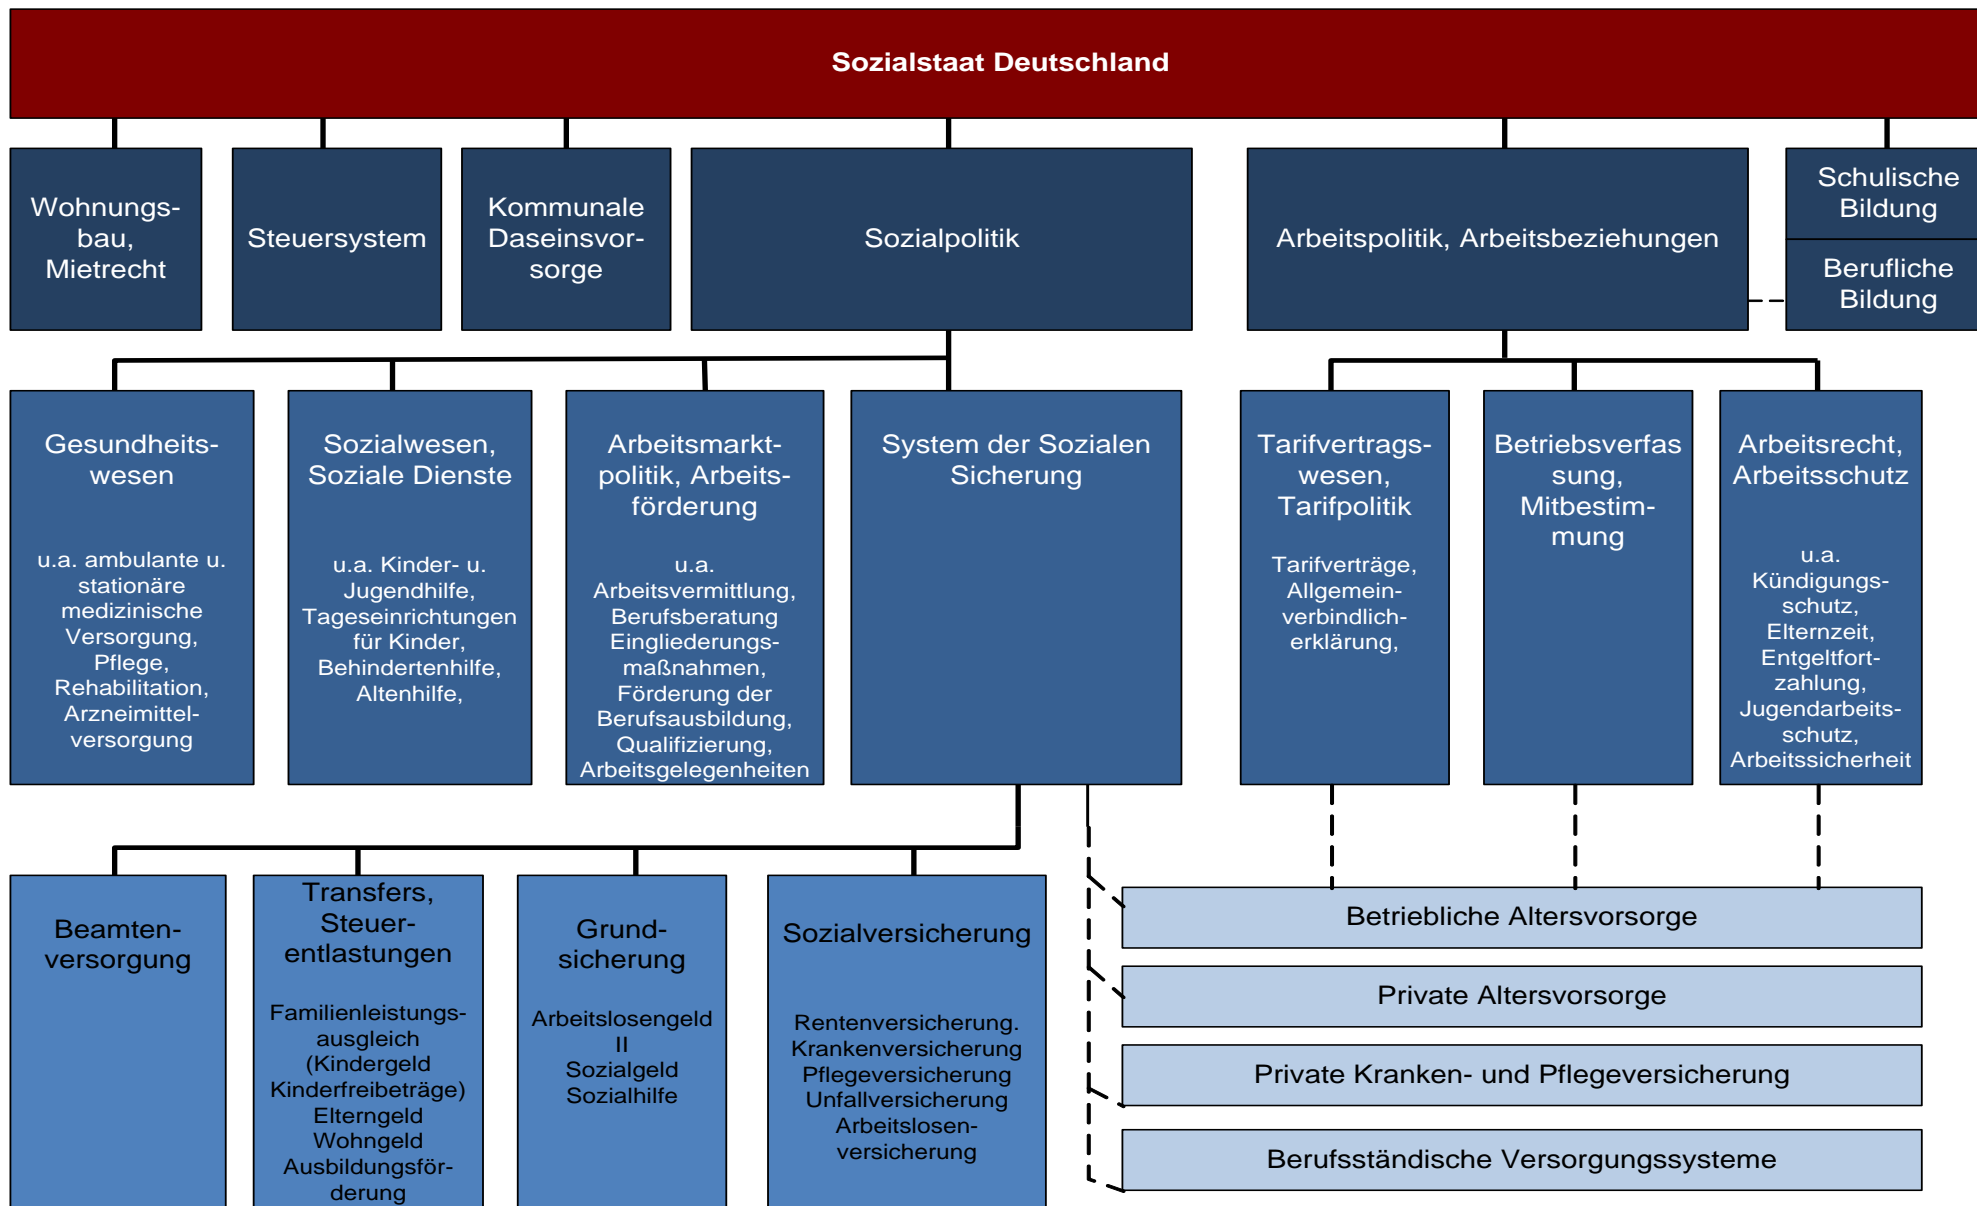 Sozialstaat Deutschland
Wohnungs-
bau,
Mietrecht
Steuersystem
Kommunale
Daseinsvor-
sorge
Sozialpolitik
Arbeitspolitik, Arbeitsbeziehungen
Schulische
Bildung
Berufliche
Bildung
Gesundheits-
wesen
u.a. ambulante u.
stationäre
medizinische
Versorgung,
Pflege,
Rehabilitation,
Arzneimittel-
versorgung
Sozialwesen,
Soziale Dienste
u.a. Kinder- u.
Jugendhilfe,
Tageseinrichtungen
für Kinder,
Behindertenhilfe,
Altenhilfe,
Arbeitsmarkt-
politik, Arbeits-
förderung
u.a.
Arbeitsvermittlung,
Berufsberatung
Eingliederungs-
maßnahmen,
Förderung der
Berufsausbildung,
Qualifizierung,
Arbeitsgelegenheiten
System der Sozialen
Sicherung
Tarifvertrags-
wesen,
Tarifpolitik
Tarifverträge,
Allgemein-
verbindlich-
erklärung,
Betriebsverfas
sung,
Mitbestim-
mung
Arbeitsrecht,
Arbeitsschutz
u.a.
Kündigungs-
schutz,
Elternzeit,
Entgeltfort-
zahlung,
Jugendarbeits-
schutz,
Arbeitssicherheit
Beamten-
versorgung
Transfers,
Steuer-
entlastungen
Familienleistungs-
ausgleich
(Kindergeld
Kinderfreibeträge)
Elterngeld
Wohngeld
Ausbildungsför-
derung
Grund-
sicherung
Arbeitslosengeld
II
Sozialgeld
Sozialhilfe
Sozialversicherung
Rentenversicherung.
Krankenversicherung
Pflegeversicherung
Unfallversicherung
Arbeitslosen-
versicherung
Betriebliche Altersvorsorge
Private Altersvorsorge
Private Kranken- und Pflegeversicherung
Berufsständische Versorgungssysteme